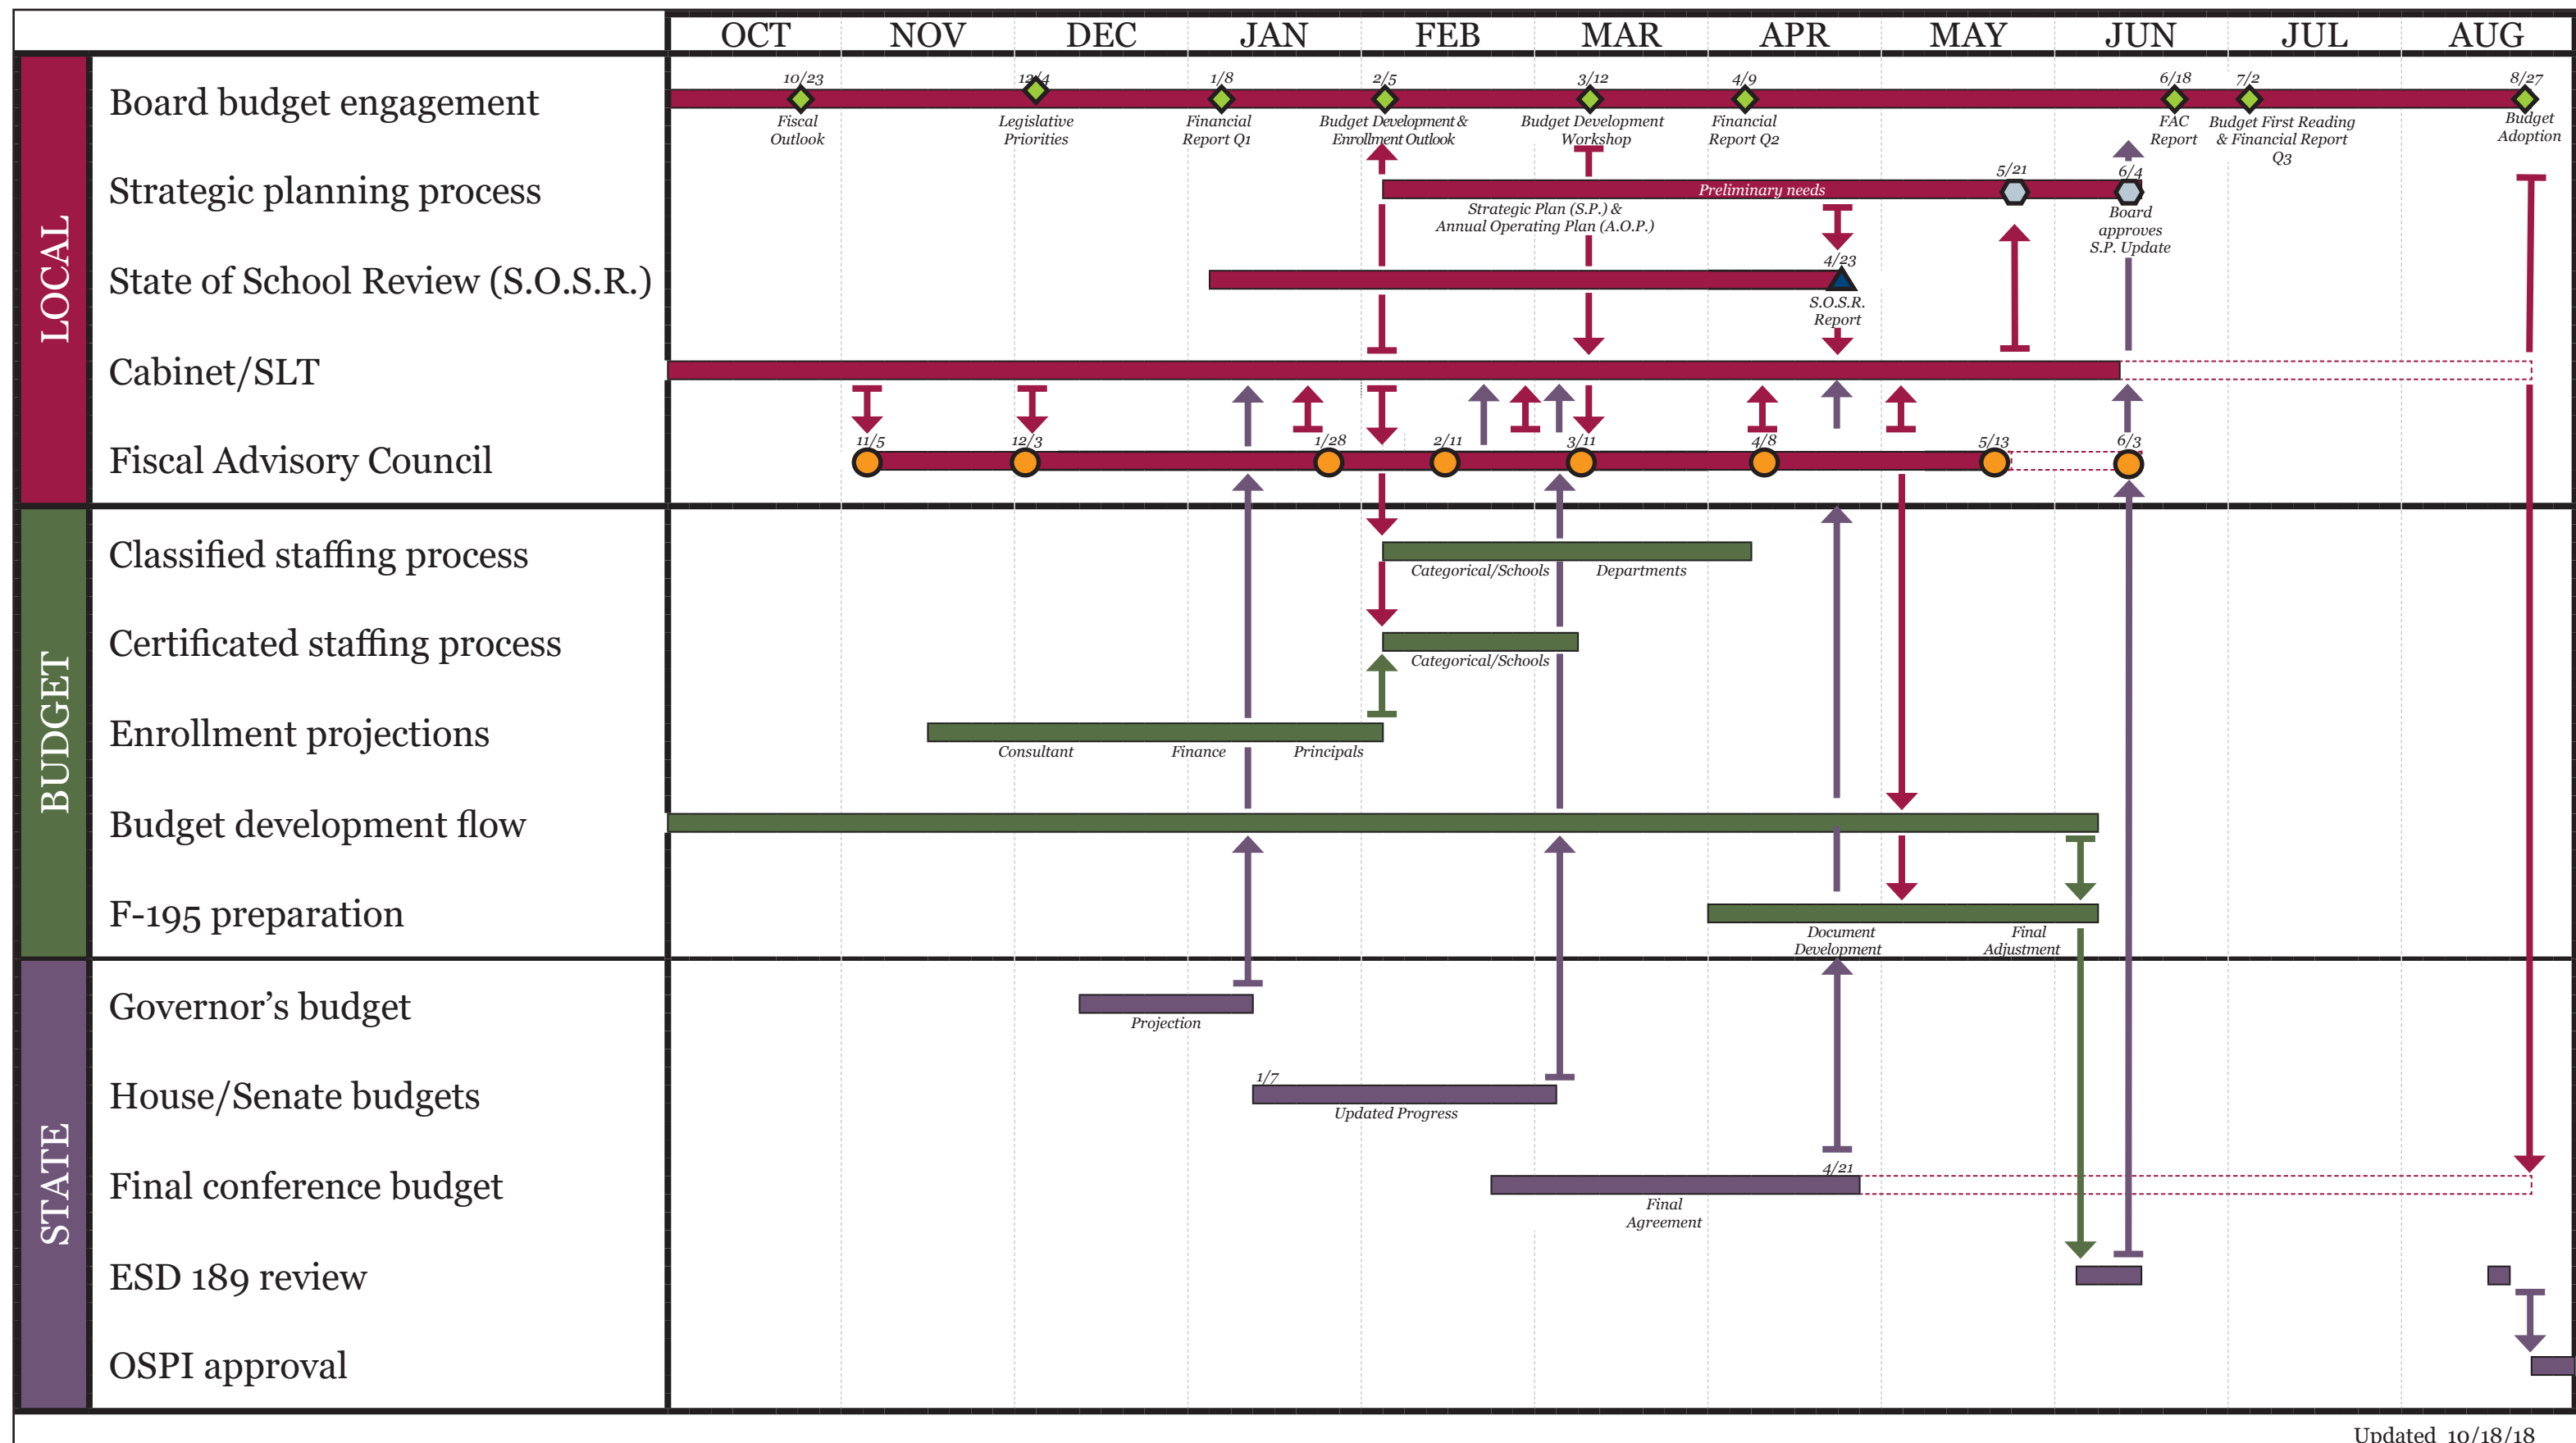 OCT NOV DEC JAN FEB MAR APR MAY JUN JUL AUG
LOCAL
Board budget engagement
10/23 12/4 1/8 2/5 3/12 4/9 6/18 7/2 8/27
Fiscal
Outlook
Legislative
Priorities
Financial
Report Q1
Budget Development &
Enrollment Outlook
Budget Development
Workshop
Financial
Report Q2
FAC
Report
Budget First Reading
& Financial Report
Q3
Budget
Adoption
Strategic planning process
Preliminary needs
5/21 6/4
Strategic Plan (S.P.) &
Annual Operating Plan (A.O.P.)
Board
approves
S.P. Update
State of School Review (S.O.S.R.)
4/23
S.O.S.R.
Report
Cabinet/SLT
Fiscal Advisory Council
11/5 12/3 1/28 2/11 3/11 4/8 5/13 6/3
BUDGET
Classified staffing process
Categorical/Schools Departments
Certificated staffing process
Categorical/Schools
Enrollment projections
Consultant Finance Principals
Budget development flow
F-195 preparation
Document
Development
Final
Adjustment
STATE
Governor's budget
Projection
House/Senate budgets
1/7
Updated Progress
Final conference budget
4/21
Final
Agreement
ESD 189 review
OSPI approval
Updated 10/18/18